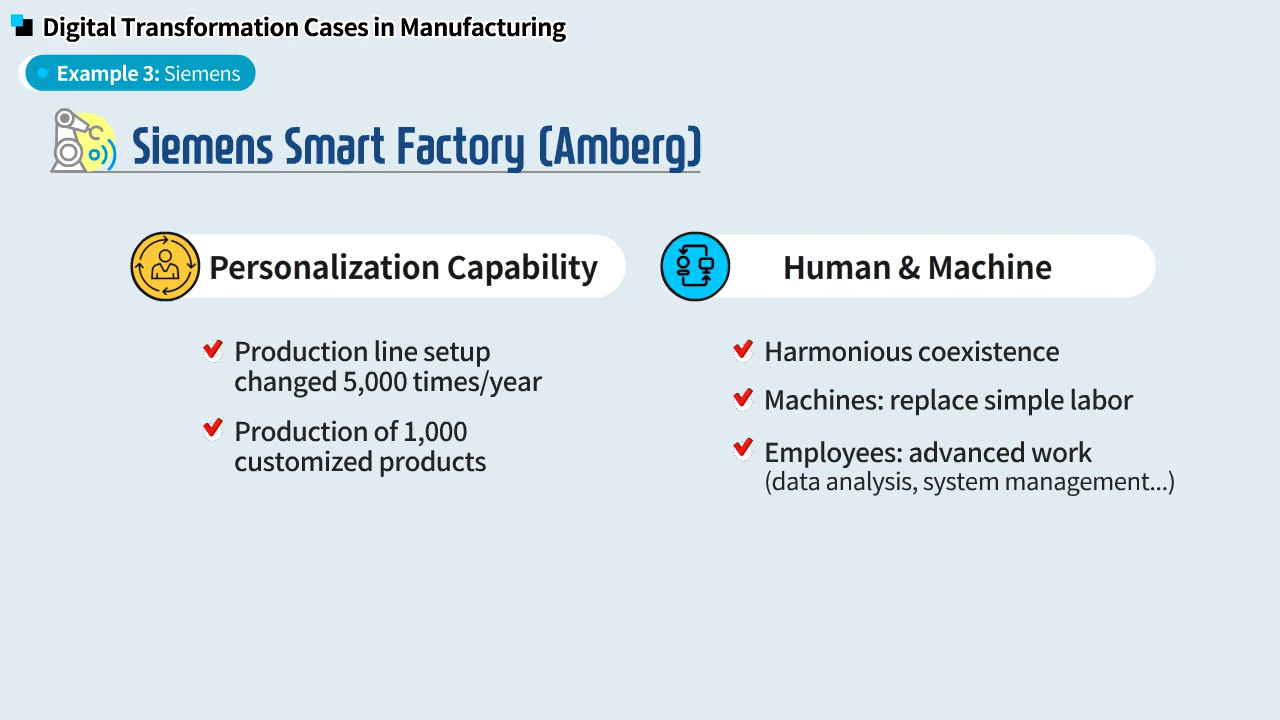 Digital Transformation Cases in Manufacturing
Example 3: Siemens
Siemens Smart Factory (Amberg)
Personalization Capability
Production line setup
changed 5,000 times/year
Production of 1,000
customized products
Human & Machine
Harmonious coexistence
Machines: replace simple labor
Employees: advanced work
(data analysis, system management...)